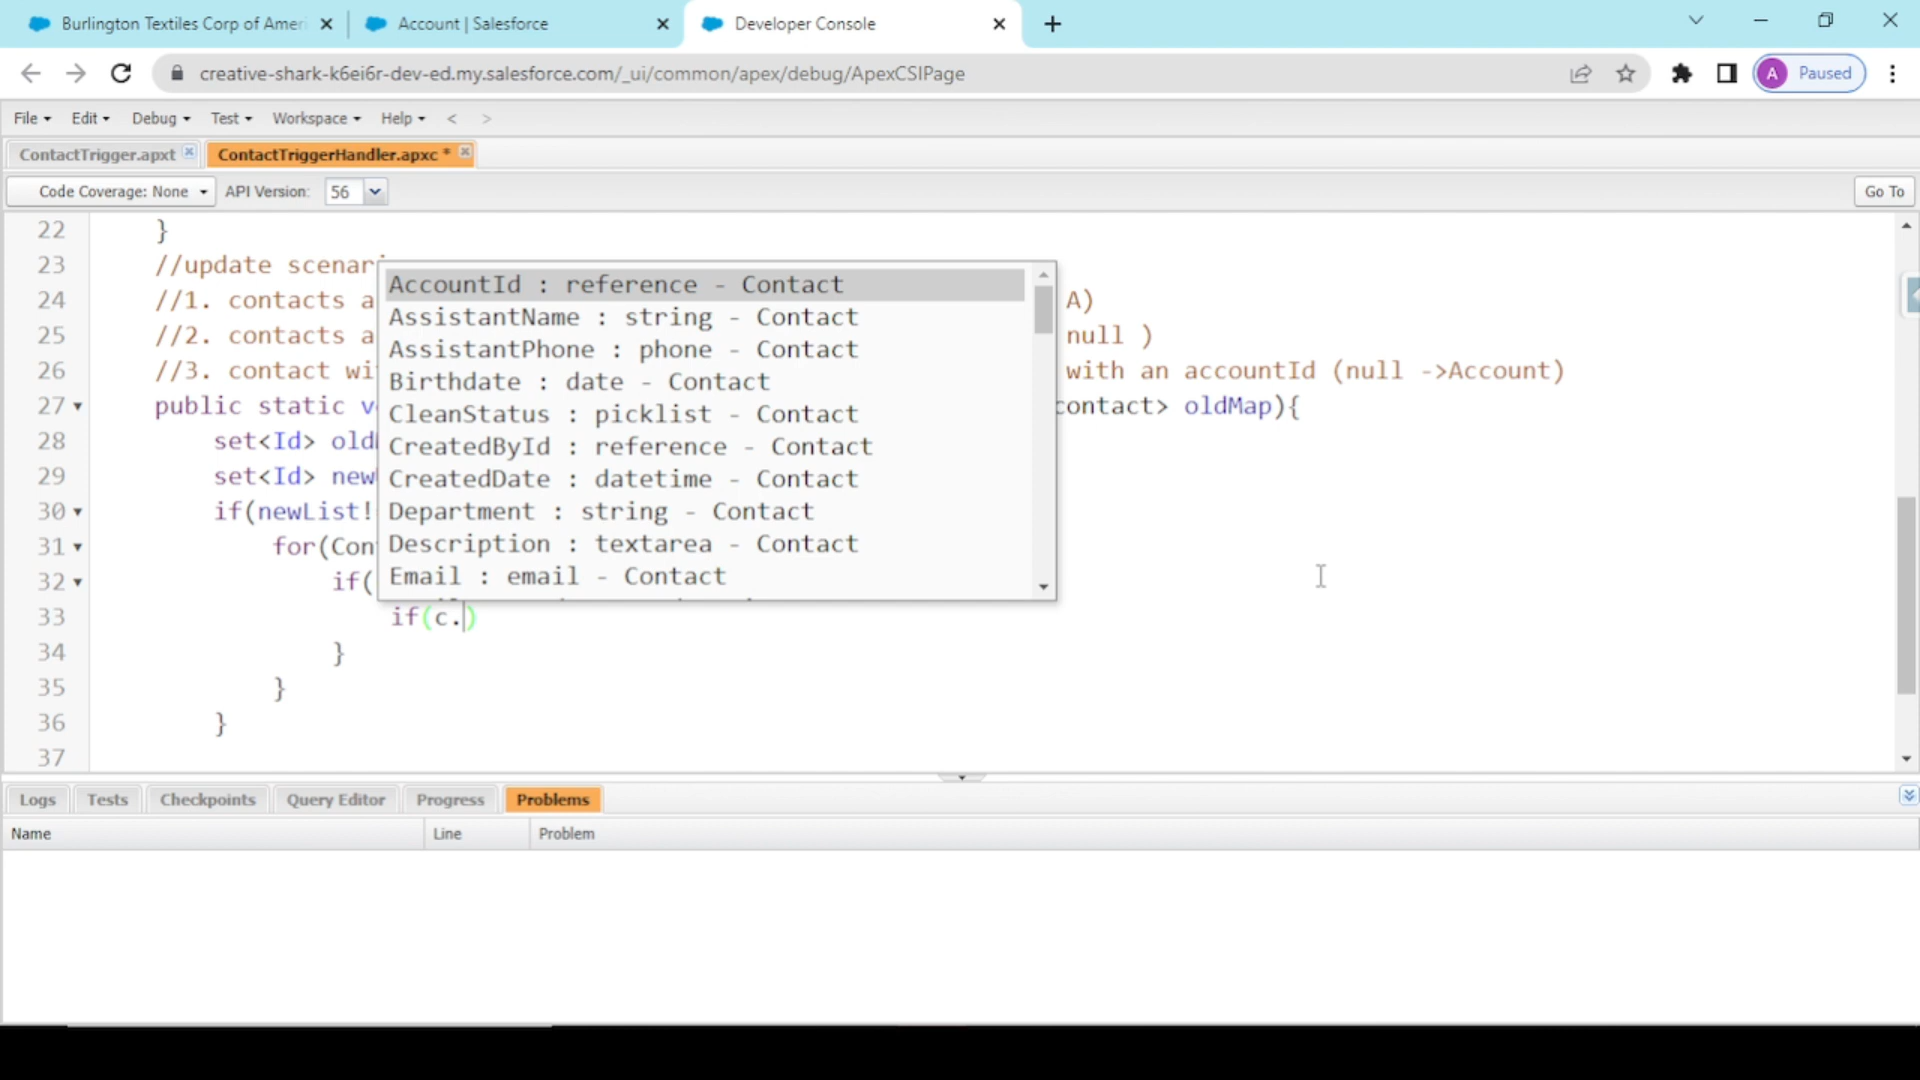 Burlington Textiles Corp of Ameri
Account | Salesforce
Developer Console
creative-shark-k6ei6r-dev-ed.my.salesforce.com/_ui/common/apex/debug/ApexCSIPage
A Paused
File Edit Debug Test Workspace Help < >
ContactTrigger.apxt
ContactTriggerHandler.apxc *
Code Coverage: None API Version: 56 Go To
22 }
23 //update scenari
24 //1. contacts a A)
25 //2. contacts a null )
26 //3. contact wi with an accountId (null ->Account)
27 public static v contact> oldMap){
28 set<Id> old
29 set<Id> new
30 if(newList!
31 for(Con
32 if(
33 if(c.)
34 }
35 }
36 }
37
AccountId : reference - Contact
AssistantName : string - Contact
AssistantPhone : phone - Contact
Birthdate : date - Contact
CleanStatus : picklist - Contact
CreatedById : reference - Contact
CreatedDate : datetime - Contact
Department : string - Contact
Description : textarea - Contact
Email : email - Contact
Logs Tests Checkpoints Query Editor Progress Problems
Name Line Problem